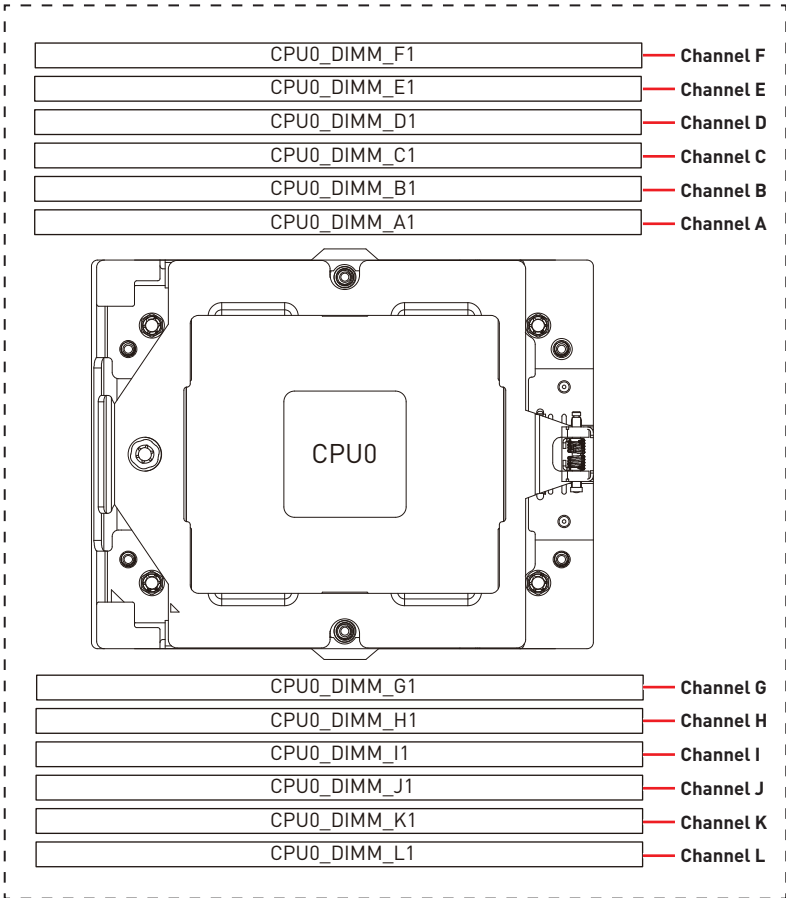 CPU0_DIMM_F1 Channel F
CPU0_DIMM_E1 Channel E
CPU0_DIMM_D1 Channel D
CPU0_DIMM_C1 Channel C
CPU0_DIMM_B1 Channel B
CPU0_DIMM_A1 Channel A
CPU0
CPU0_DIMM_G1 Channel G
CPU0_DIMM_H1 Channel H
CPU0_DIMM_I1 Channel I
CPU0_DIMM_J1 Channel J
CPU0_DIMM_K1 Channel K
CPU0_DIMM_L1 Channel L